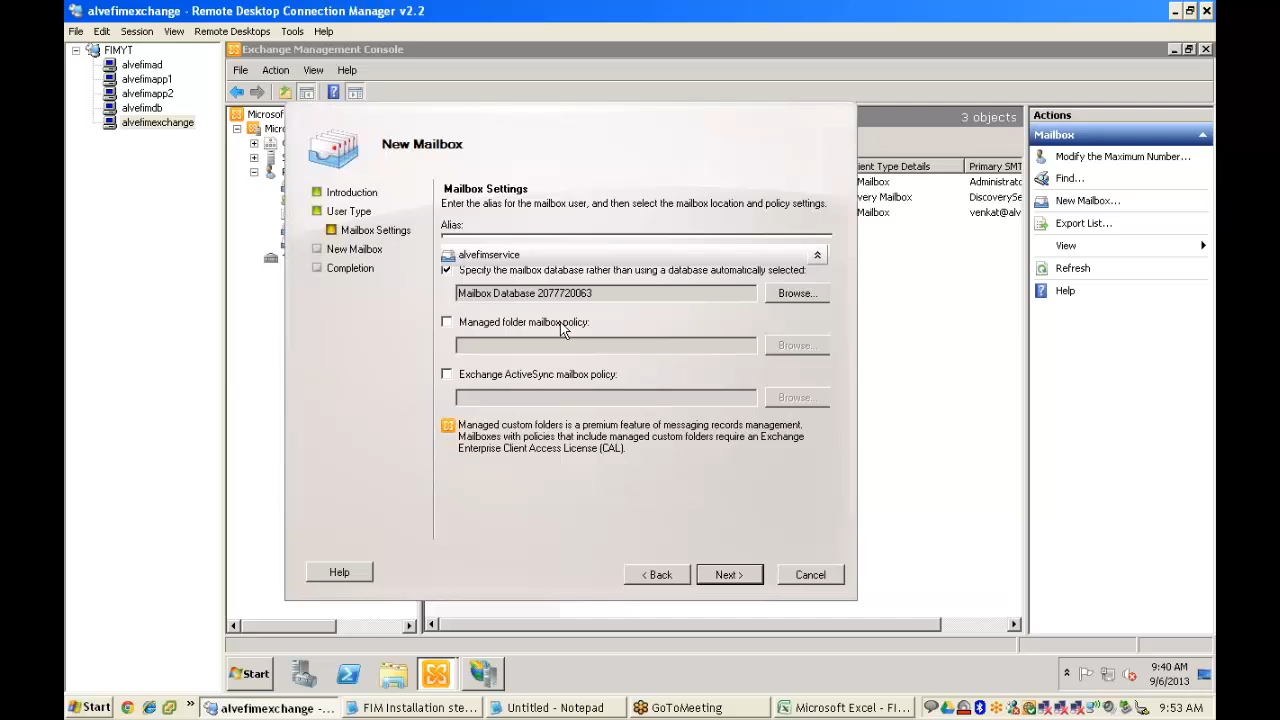 alvefimexchange - Remote Desktop Connection Manager v2.2
File Edit Session View Remote Desktops Tools Help
FIMYT
alvefimad
alvefimapp1
alvefimapp2
alvefimdb
alvefimexchange
Exchange Management Console
File Action View Help
Microsof
Micro
3 objects
ient Type Details Primary SMT
Mailbox Administrato
very Mailbox DiscoverySe
Mailbox venkat@alv
Actions
Mailbox
Modify the Maximum Number...
Find...
New Mailbox...
Export List...
View
Refresh
Help
New Mailbox
Introduction
User Type
Mailbox Settings
New Mailbox
Completion
Mailbox Settings
Enter the alias for the mailbox user, and then select the mailbox location and policy settings.
Alias:
alvefimservice
Specify the mailbox database rather than using a database automatically selected:
Mailbox Database 2077720063 Browse...
Managed folder mailbox policy:
Browse...
Exchange ActiveSync mailbox policy:
Browse...
Managed custom folders is a premium feature of messaging records management.
Mailboxes with policies that include managed custom folders require an Exchange
Enterprise Client Access License (CAL).
Help < Back Next > Cancel
Start
9:40 AM
9/6/2013
Start » alvefimexchange -... FIM Installation ste... Untitled - Notepad GoToMeeting Microsoft Excel - FI... 9:53 AM